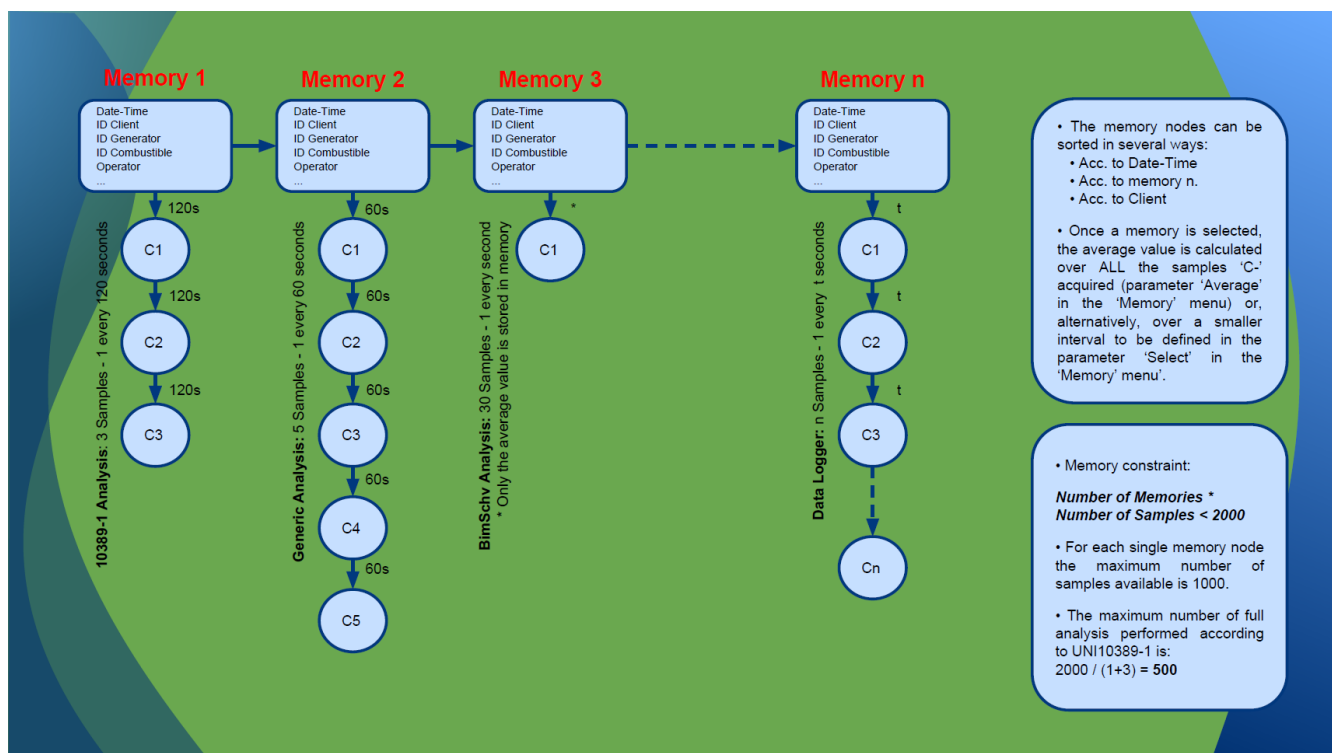 Memory 1
Date-Time
ID Client
ID Generator
ID Combustible
Operator
...
120s
C1
120s
C2
120s
C3
10389-1 Analysis: 3 Samples - 1 every 120 seconds
Memory 2
Date-Time
ID Client
ID Generator
ID Combustible
Operator
...
60s
C1
60s
C2
60s
C3
60s
C4
60s
C5
Generic Analysis: 5 Samples - 1 every 60 seconds
Memory 3
Date-Time
ID Client
ID Generator
ID Combustible
Operator
...
*
C1
BimSchv Analysis: 30 Samples - 1 every second
* Only the average value is stored in memory
Memory n
Date-Time
ID Client
ID Generator
ID Combustible
Operator
...
t
C1
t
C2
t
C3
Cn
Data Logger: n Samples - 1 every t seconds
• The memory nodes can be
sorted in several ways:
• Acc. to Date-Time
• Acc. to memory n.
• Acc. to Client
• Once a memory is selected,
the average value is calculated
over ALL the samples ‘C-’
acquired (parameter ‘Average’
in the ‘Memory’ menu) or,
alternatively, over a smaller
interval to be defined in the
parameter ‘Select’ in the
‘Memory’ menu’.
• Memory constraint:
Number of Memories *
Number of Samples < 2000
• For each single memory node
the maximum number of
samples available is 1000.
• The maximum number of full
analysis performed according
to UNI10389-1 is:
2000 / (1+3) = 500